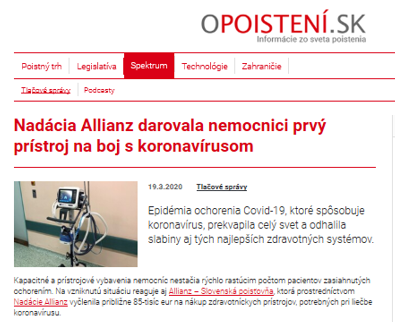 OPOISTENÍ.SK
Informácie zo sveta poistenia
Poistný trh Legislatíva Spektrum Technológie Zahraničie
Tlačové správy Podcasty
Nadácia Allianz darovala nemocnici prvý
prístroj na boj s koronavírusom
19.3.2020 Tlačové správy
Epidémia ochorenia Covid-19, ktoré spôsobuje
koronavírus, prekvapila celý svet a odhalila
slabiny aj tých najlepších zdravotných systémov.
Kapacitné a prístrojové vybavenia nemocníc nestačia rýchlo rastúcim počtom pacientov zasiahnutých
ochorením. Na vzniknutú situáciu reaguje aj Allianz – Slovenská poisťovňa, ktorá prostredníctvom
Nadácie Allianz vyčlenila približne 85-tisíc eur na nákup zdravotníckych prístrojov, potrebných pri liečbe
koronavírusu.